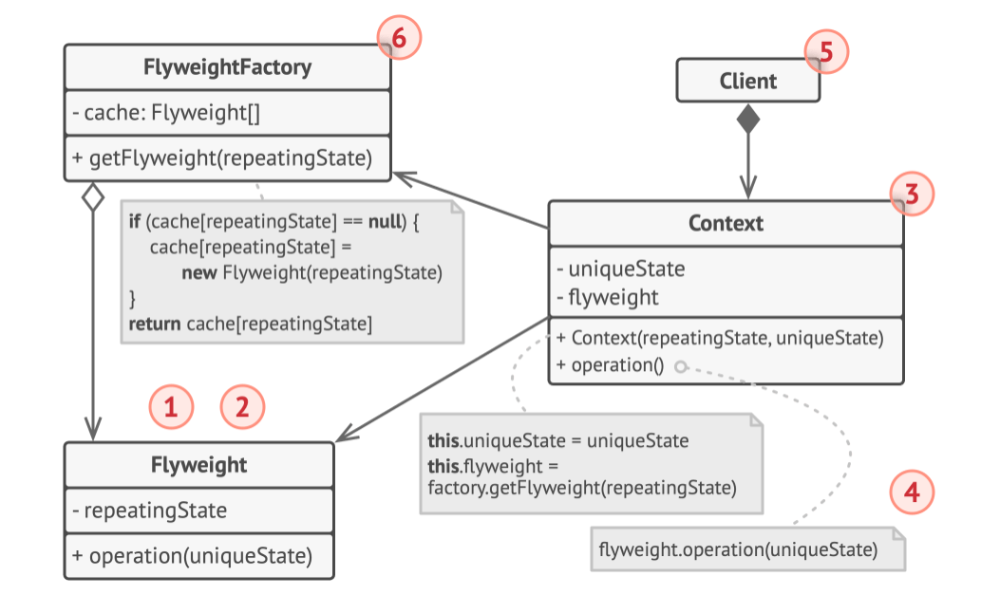 6
FlyweightFactory
- cache: Flyweight[]
+ getFlyweight(repeatingState)
if (cache[repeatingState] == null) {
cache[repeatingState] =
new Flyweight(repeatingState)
}
return cache[repeatingState]
5
Client
3
Context
- uniqueState
- flyweight
+ Context(repeatingState, uniqueState)
+ operation()
1
2
Flyweight
- repeatingState
+ operation(uniqueState)
this.uniqueState = uniqueState
this.flyweight =
factory.getFlyweight(repeatingState)
4
flyweight.operation(uniqueState)